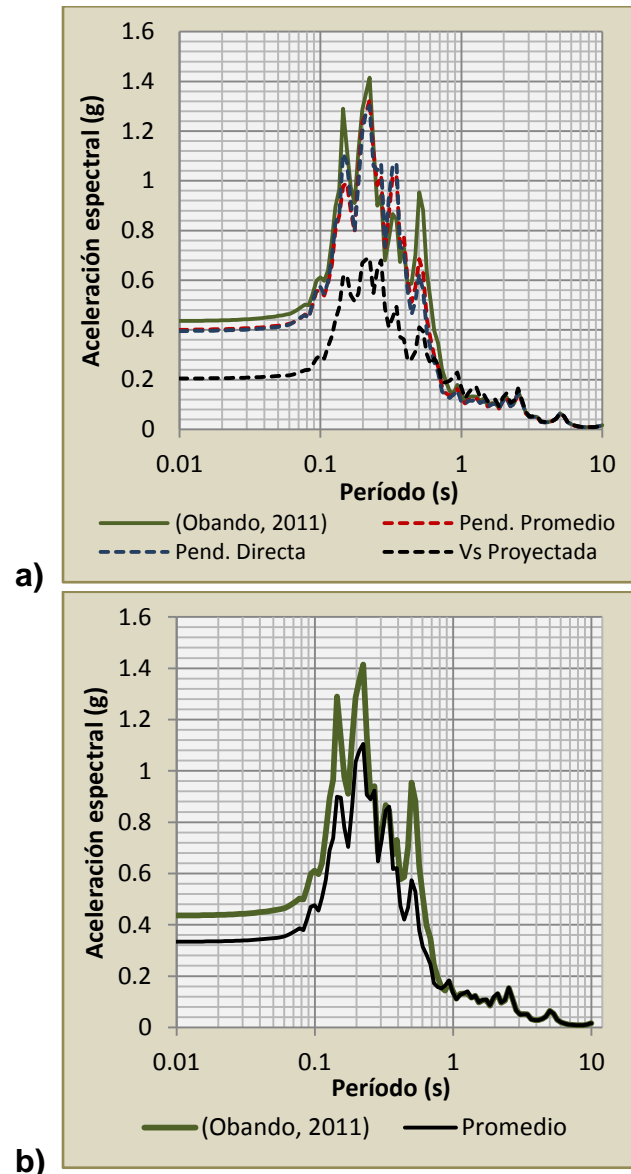 1.6
1.4
1.2
1
0.8
0.6
0.4
0.2
0
Aceleración espectral (g)
0.01 0.1 1 10
Período (s)
(Obando, 2011) Pend. Promedio
Pend. Directa Vs Proyectada
a)
1.6
1.4
1.2
1
0.8
0.6
0.4
0.2
0
Aceleración espectral (g)
0.01 0.1 1 10
Período (s)
(Obando, 2011) Promedio
b)